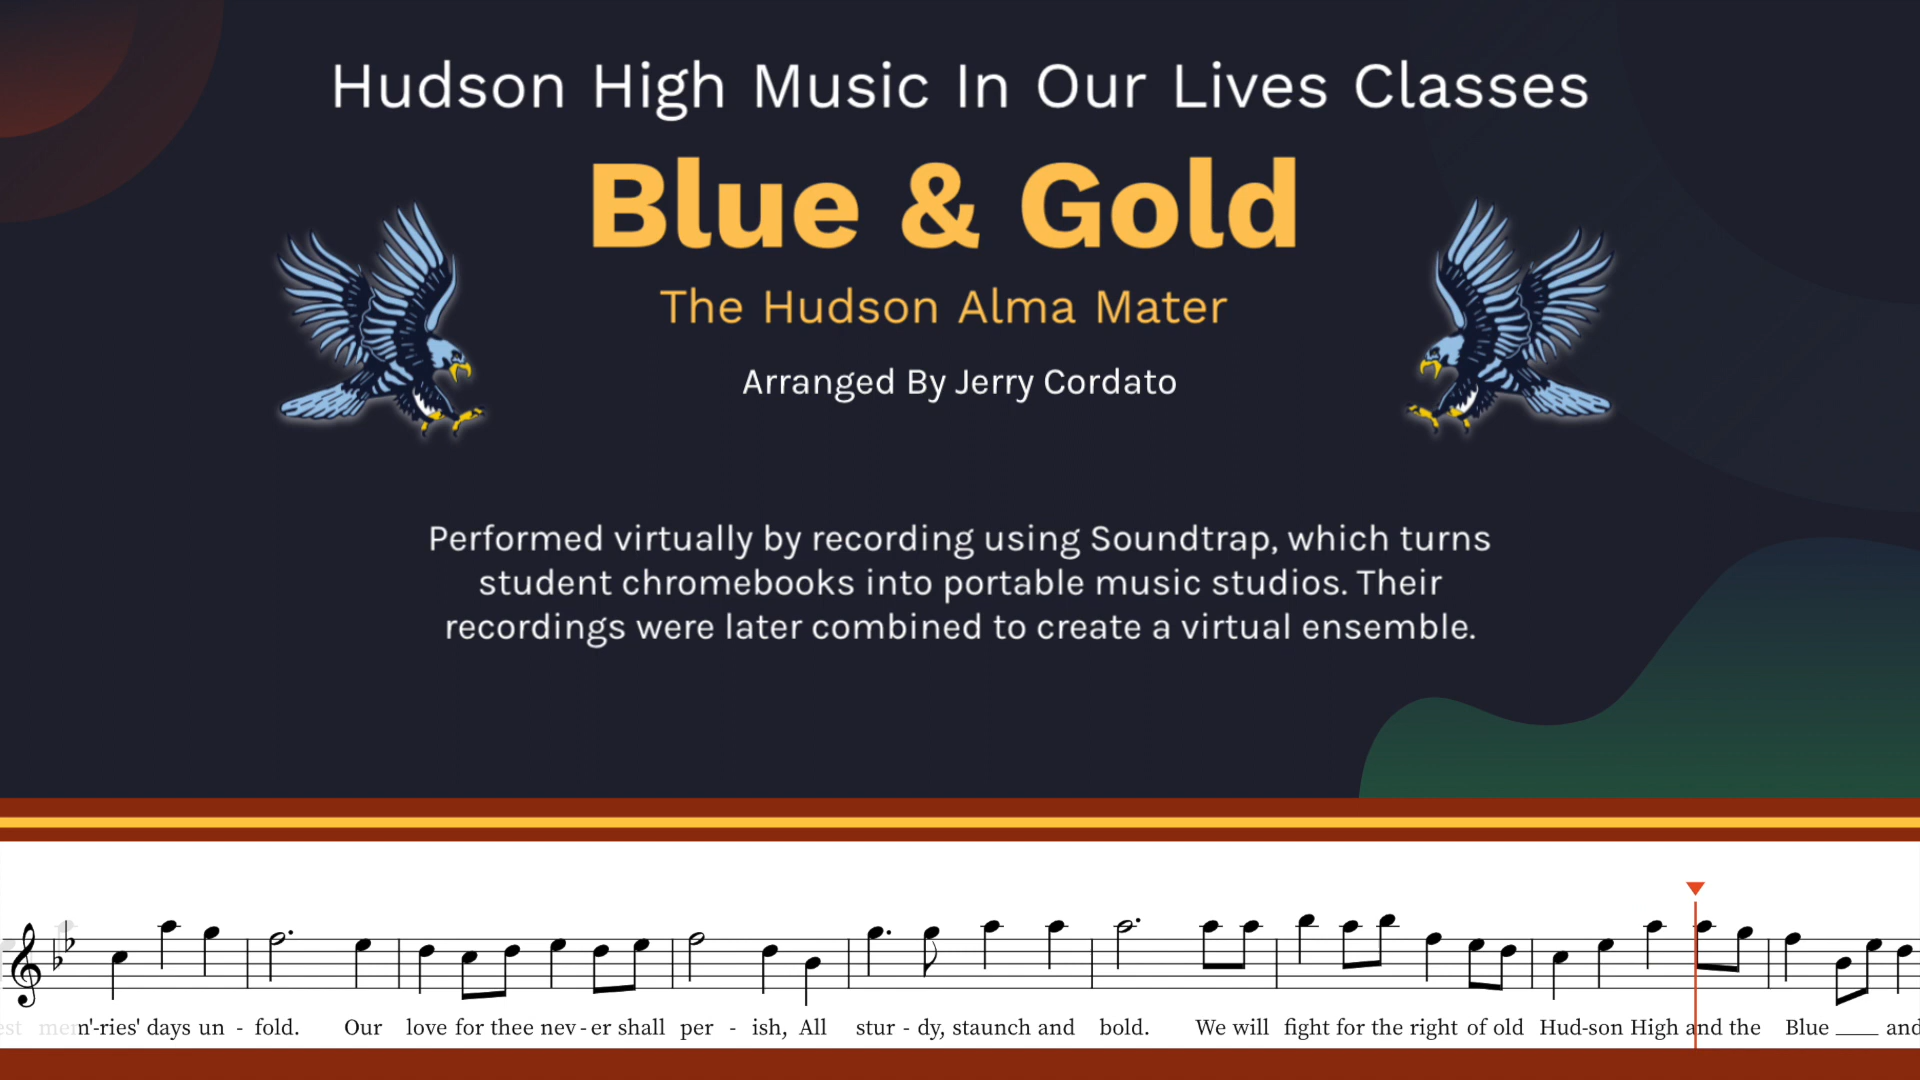 Hudson High Music In Our Lives Classes
Blue & Gold
The Hudson Alma Mater
Arranged By Jerry Cordato
Performed virtually by recording using Soundtrap, which turns
student chromebooks into portable music studios. Their
recordings were later combined to create a virtual ensemble.
est mem'-ries' days un - fold. Our love for thee nev - er shall per - ish, All stur - dy, staunch and bold. We will fight for the right of old Hud-son High and the Blue ___ and